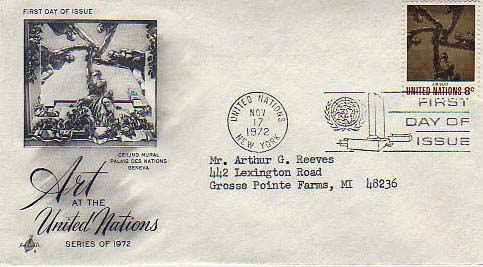 FIRST DAY OF ISSUE
CEILING MURAL
PALAIS DES NATIONS
GENEVA
Art
AT THE
United Nations
SERIES OF 1972
UNITED NATIONS
NOV
17
1972
NEW YORK
J.M. SERT
UNITED NATIONS 8c
FIRST
DAY OF
ISSUE
Mr. Arthur G. Reeves
442 Lexington Road
Grosse Pointe Farms, MI 48236